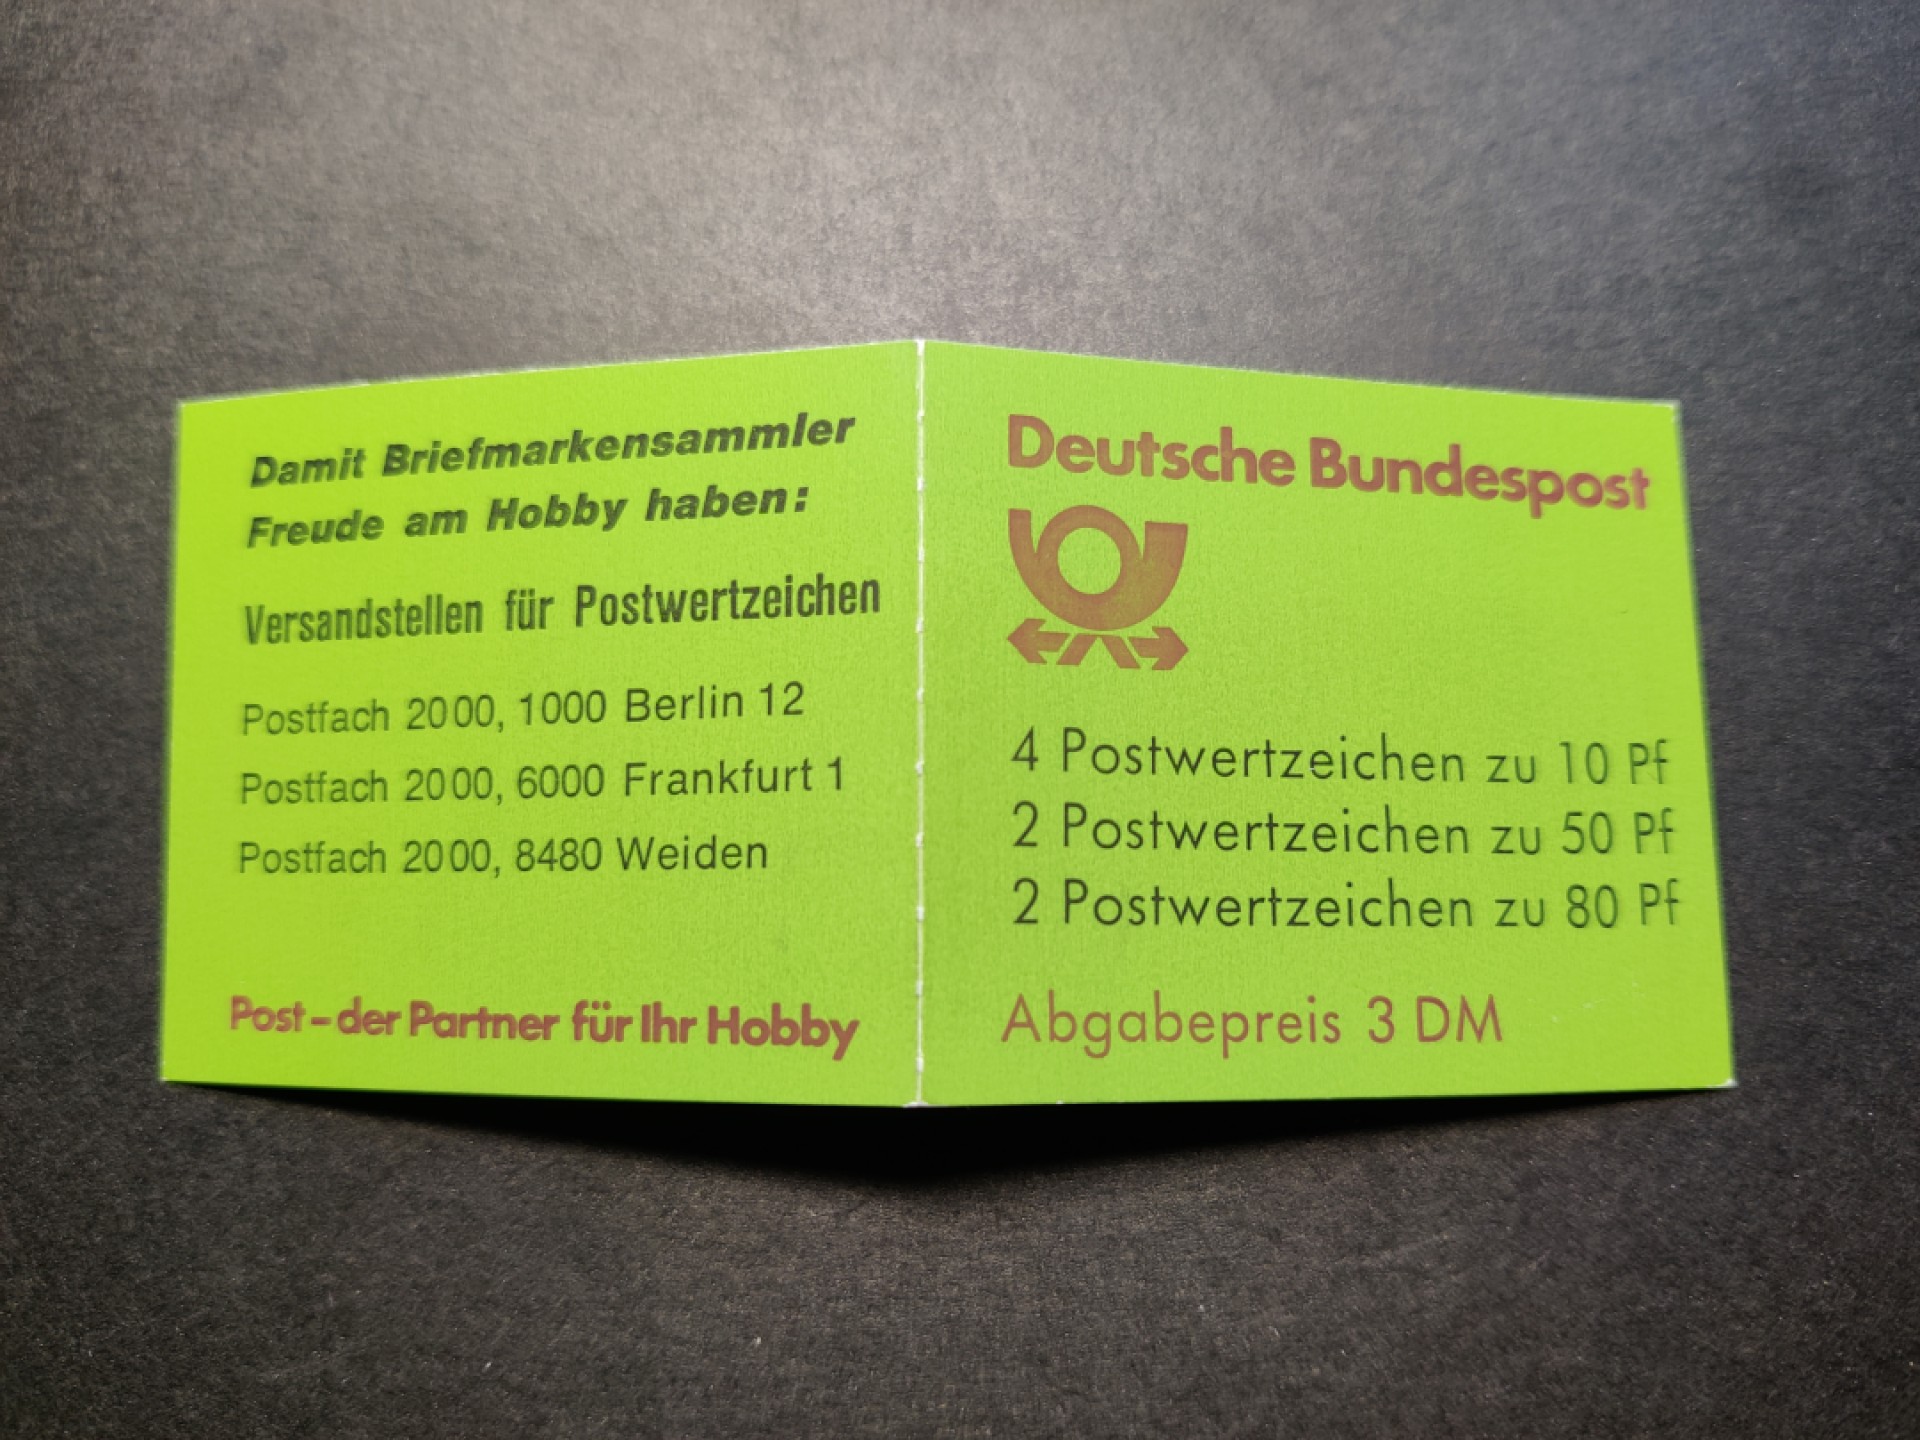 Damit Briefmarkensammler
Freude am Hobby haben:
Versandstellen für Postwertzeichen
Postfach 2000, 1000 Berlin 12
Postfach 2000, 6000 Frankfurt 1
Postfach 2000, 8480 Weiden
Post – der Partner für Ihr Hobby
Deutsche Bundespost
4 Postwertzeichen zu 10 Pf
2 Postwertzeichen zu 50 Pf
2 Postwertzeichen zu 80 Pf
Abgabepreis 3 DM